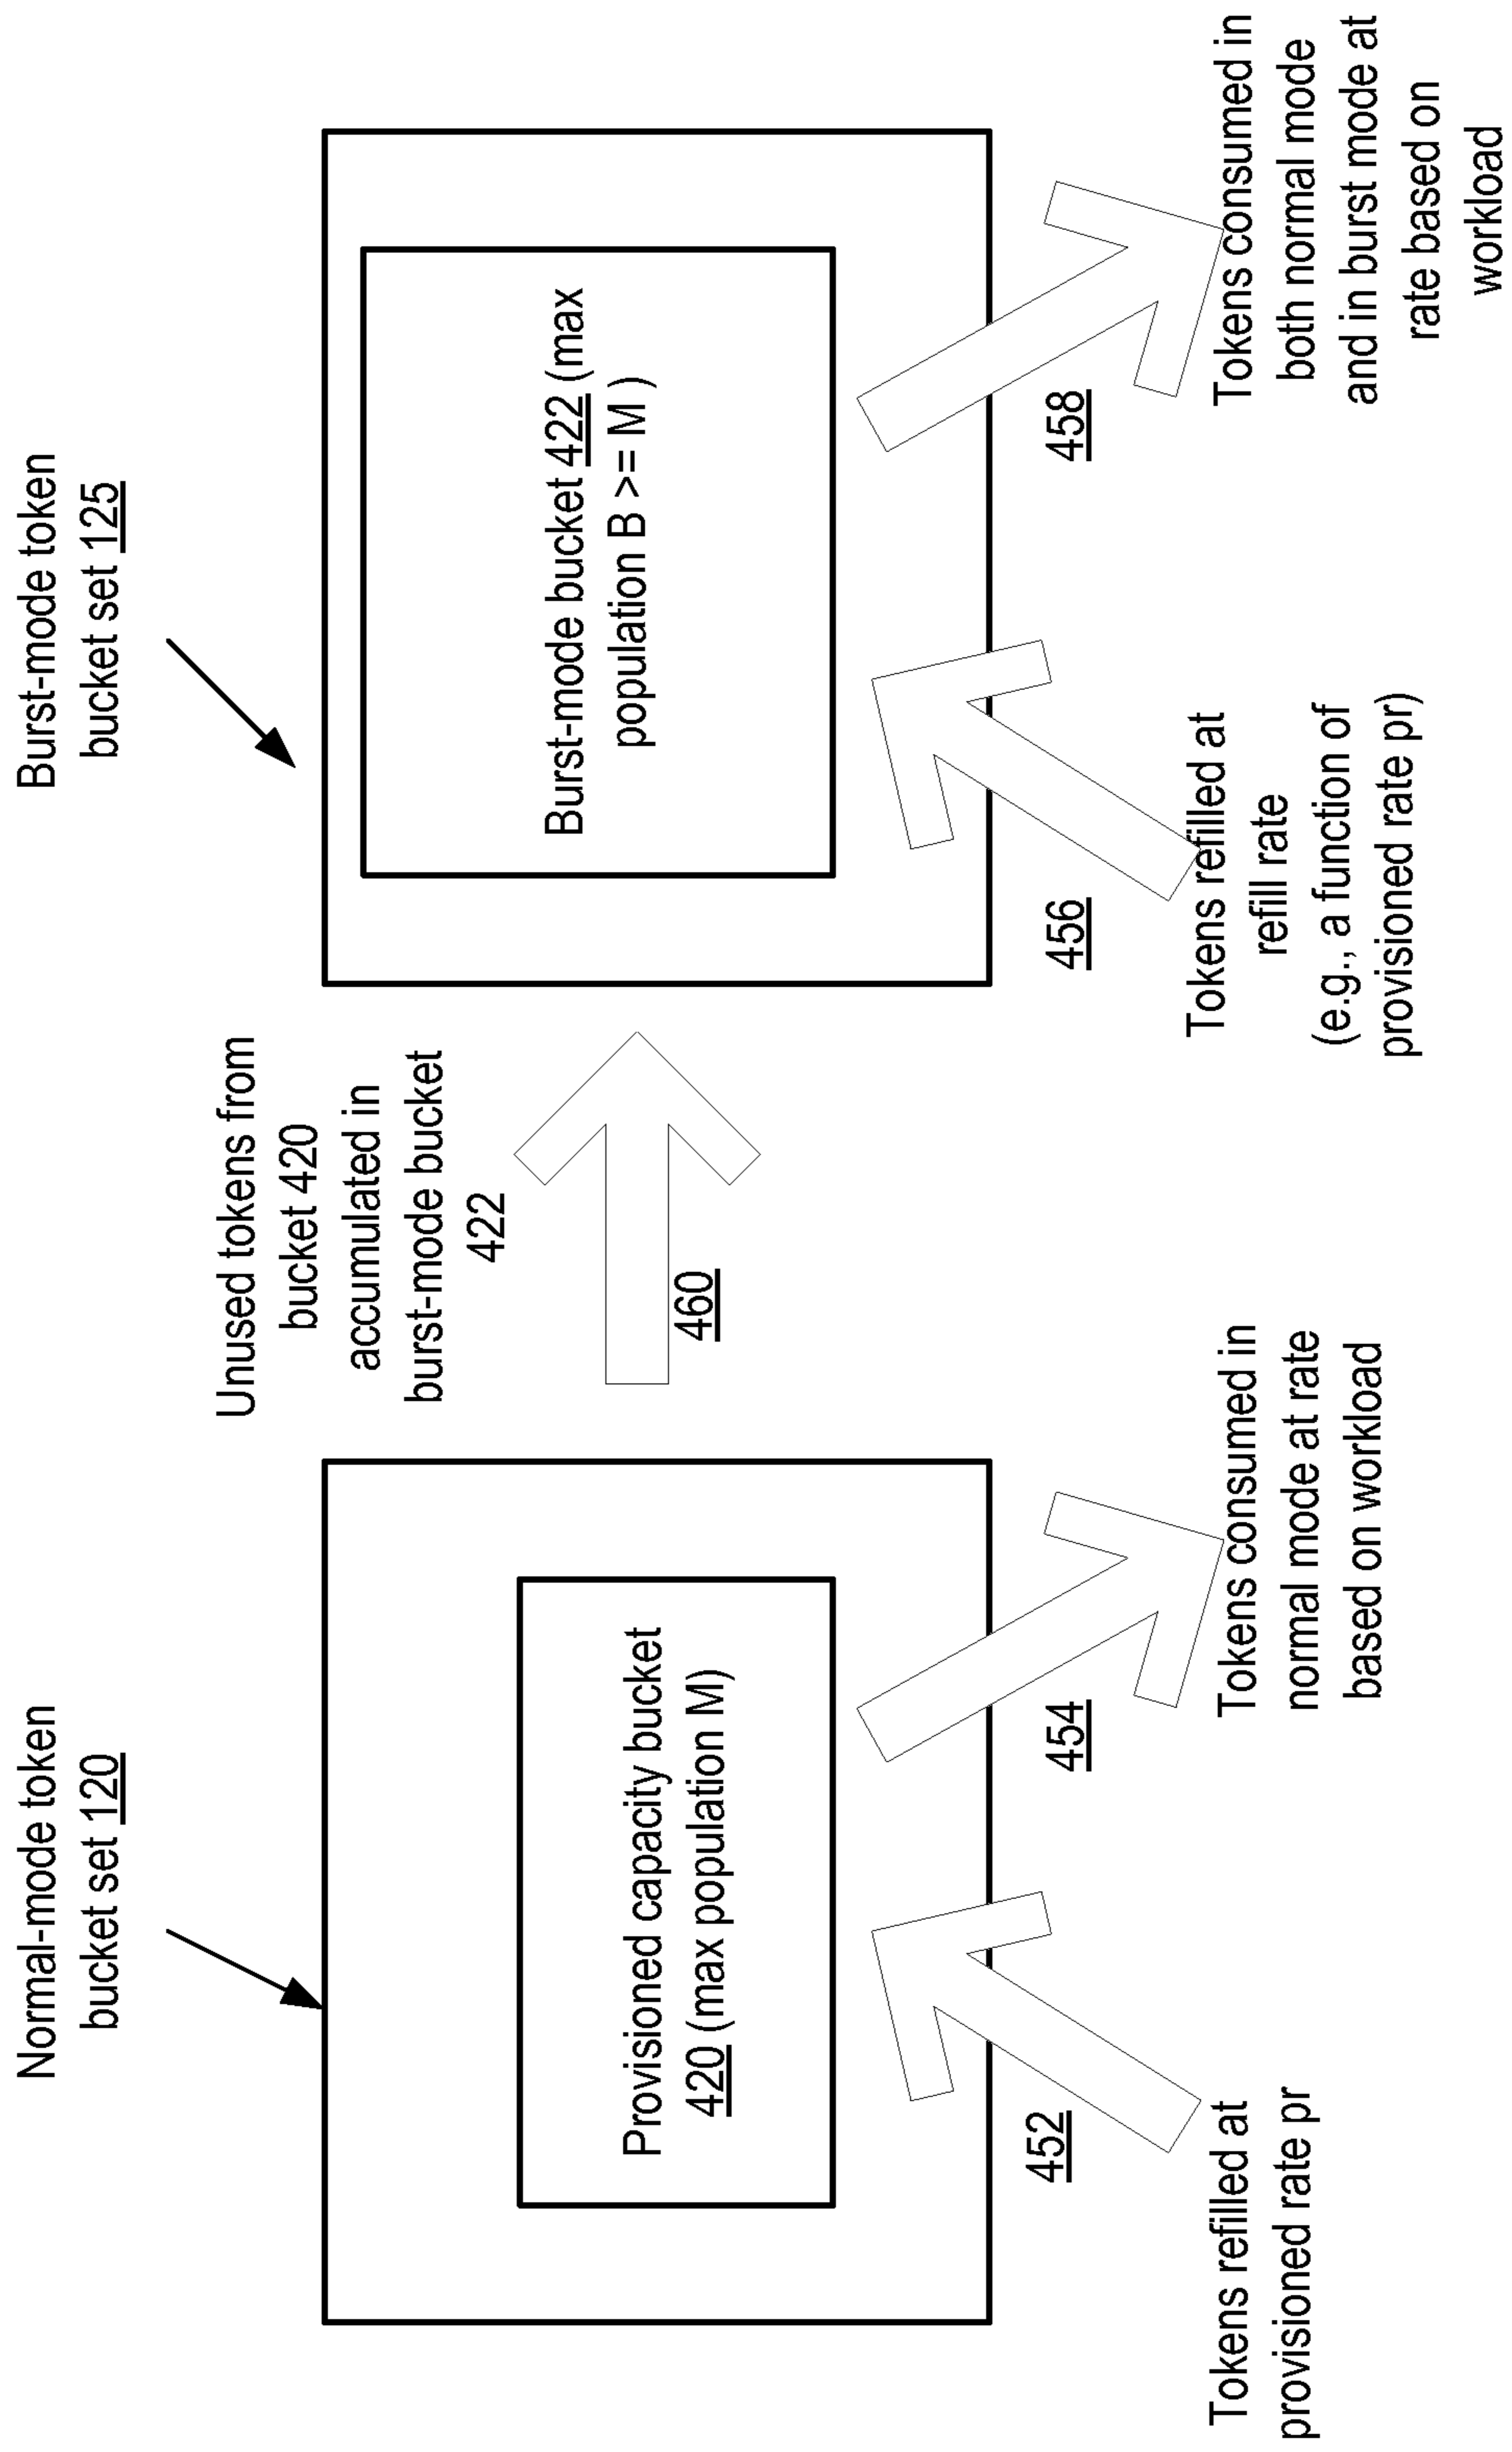 Normal-mode token
bucket set 120
Burst-mode token
bucket set 125
Unused tokens from
bucket 420
accumulated in
burst-mode bucket
422
460
Provisioned capacity bucket
420 (max population M)
Burst-mode bucket 422 (max
population B >= M )
452
454
456
458
Tokens refilled at
provisioned rate pr
Tokens consumed in
normal mode at rate
based on workload
Tokens refilled at
refill rate
(e.g., a function of
provisioned rate pr)
Tokens consumed in
both normal mode
and in burst mode at
rate based on
workload